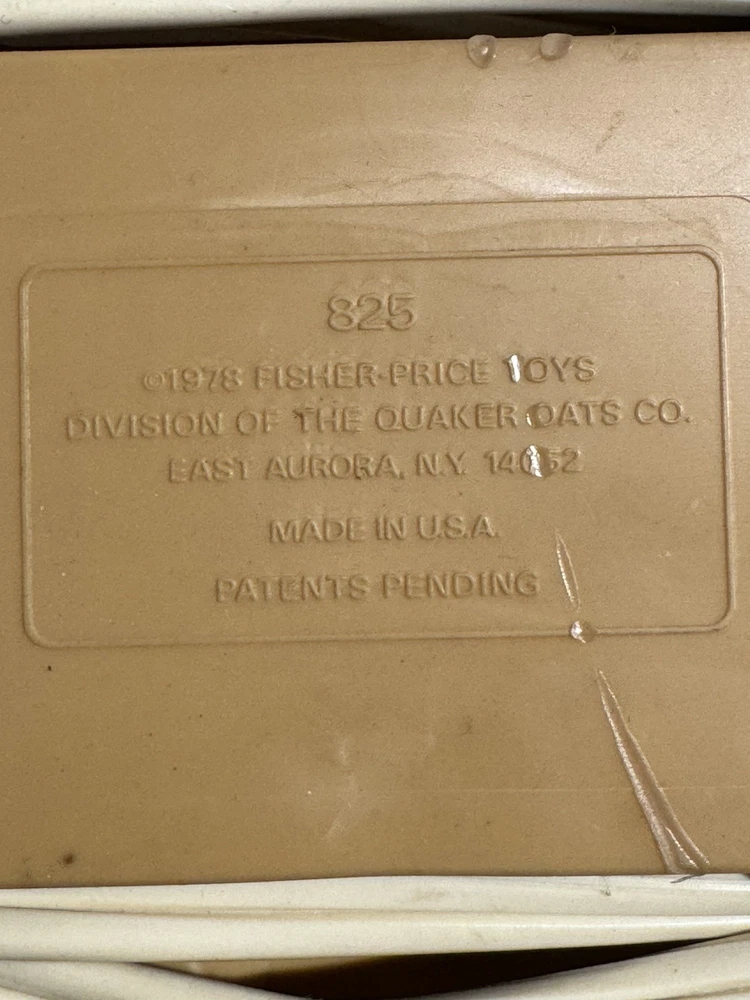 825
©1978 FISHER-PRICE TOYS
DIVISION OF THE QUAKER OATS CO.
EAST AURORA, N.Y. 14052
MADE IN U.S.A.
PATENTS PENDING